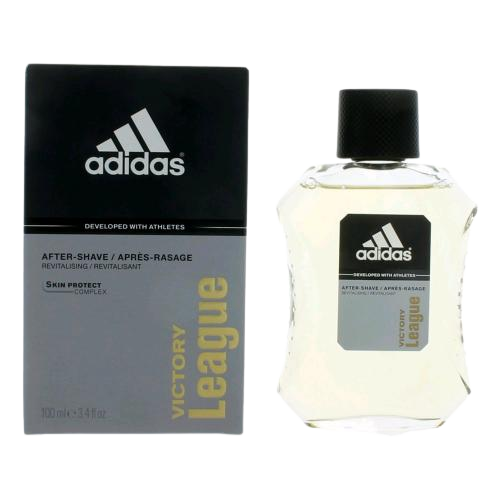 adidas
DEVELOPED WITH ATHLETES
AFTER-SHAVE / APRÈS-RASAGE
REVITALISING / REVITALISANT
SKIN PROTECT
COMPLEX
VICTORY
League
100 ml e 3.4 fl oz
adidas
DEVELOPED WITH ATHLETES
AFTER-SHAVE / APRÈS-RASAGE
REVITALISING / REVITALISANT
VICTORY
League